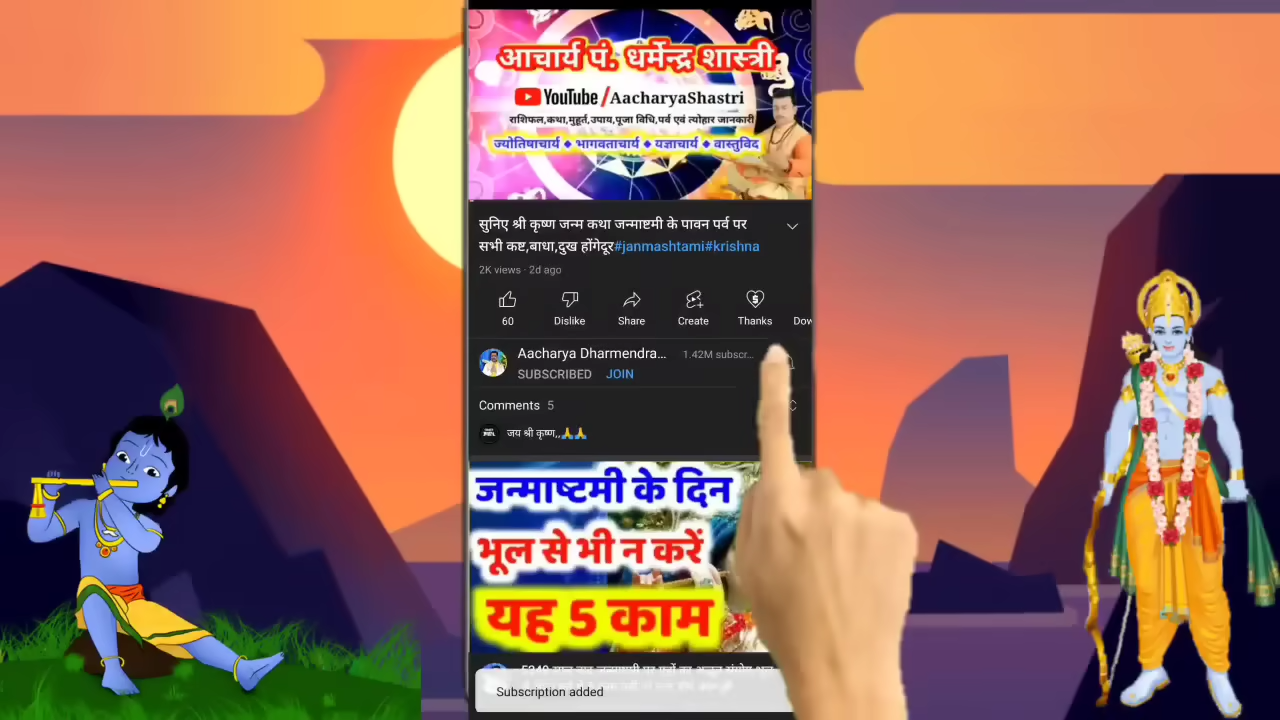 आचार्य पं. धर्मेन्द्र शास्त्री
YouTube /AacharyaShastri
राशिफल,कथा,मुहूर्त,उपाय,पूजा विधि,पर्व एवं त्योहार जानकारी
ज्योतिषाचार्य ◆ भागवताचार्य ◆ यज्ञाचार्य ◆ वास्तुविद
सुनिए श्री कृष्ण जन्म कथा जन्माष्टमी के पावन पर्व पर
सभी कष्ट,बाधा,दुख होंगेदूर#janmashtami#krishna
2K views · 2d ago
60 Dislike Share Create Thanks Dow
Aacharya Dharmendra... 1.42M subscr...
SUBSCRIBED JOIN
Comments 5
जय श्री कृष्ण,,🙏🙏
जन्माष्टमी के दिन
भूल से भी न करें
यह 5 काम
Subscription added